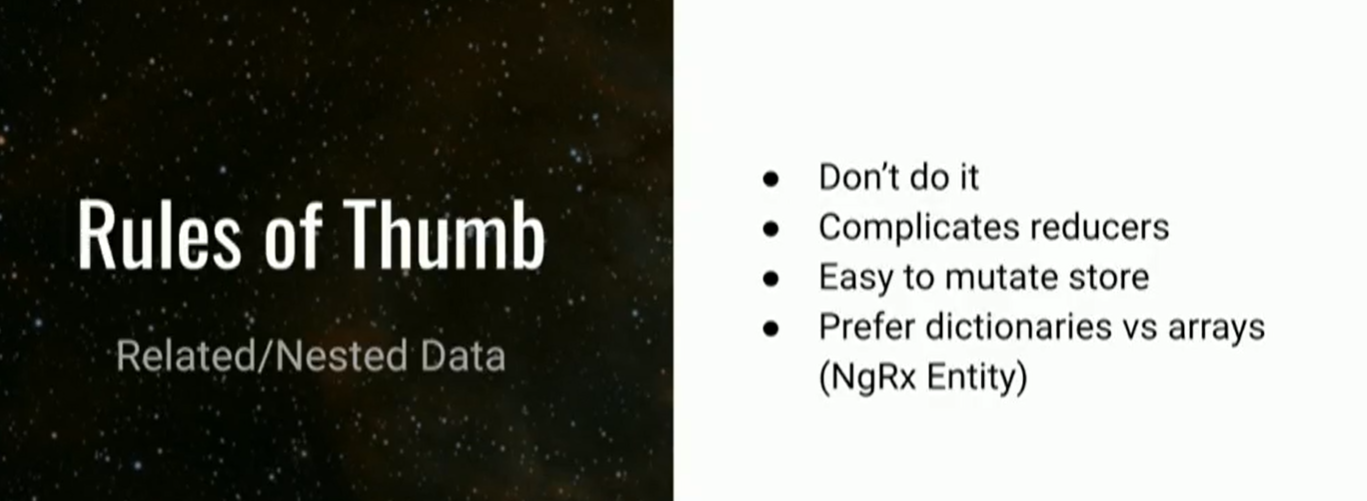 Rules of Thumb
Related/Nested Data
● Don't do it
● Complicates reducers
● Easy to mutate store
● Prefer dictionaries vs arrays
(NgRx Entity)